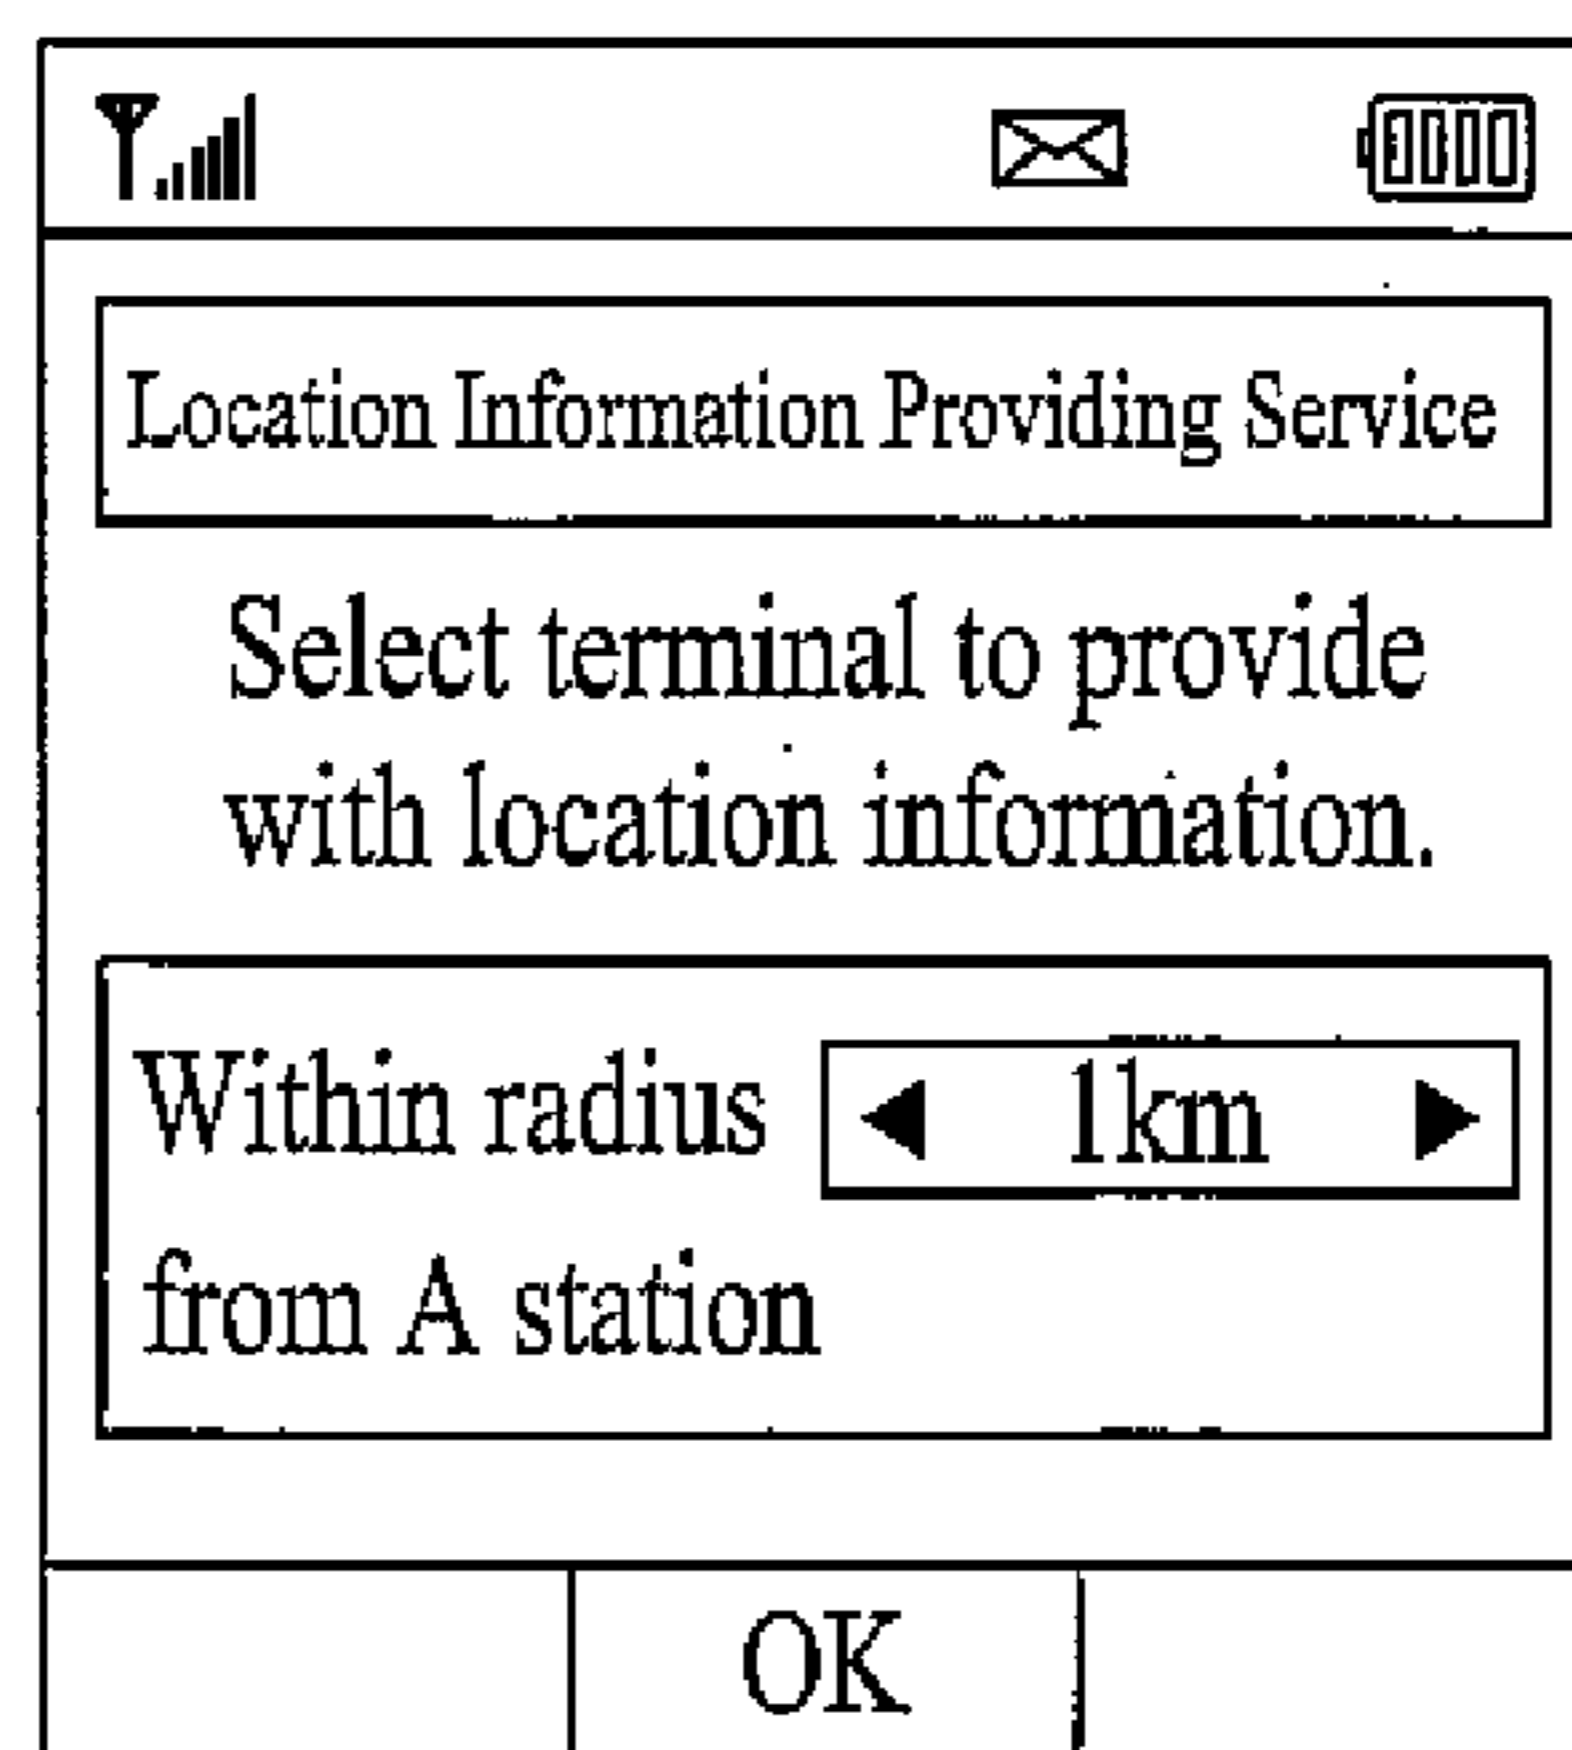 Location Information Providing Service
Select terminal to provide
with location information.
Within radius ◀ 1km ▶
from A station
OK